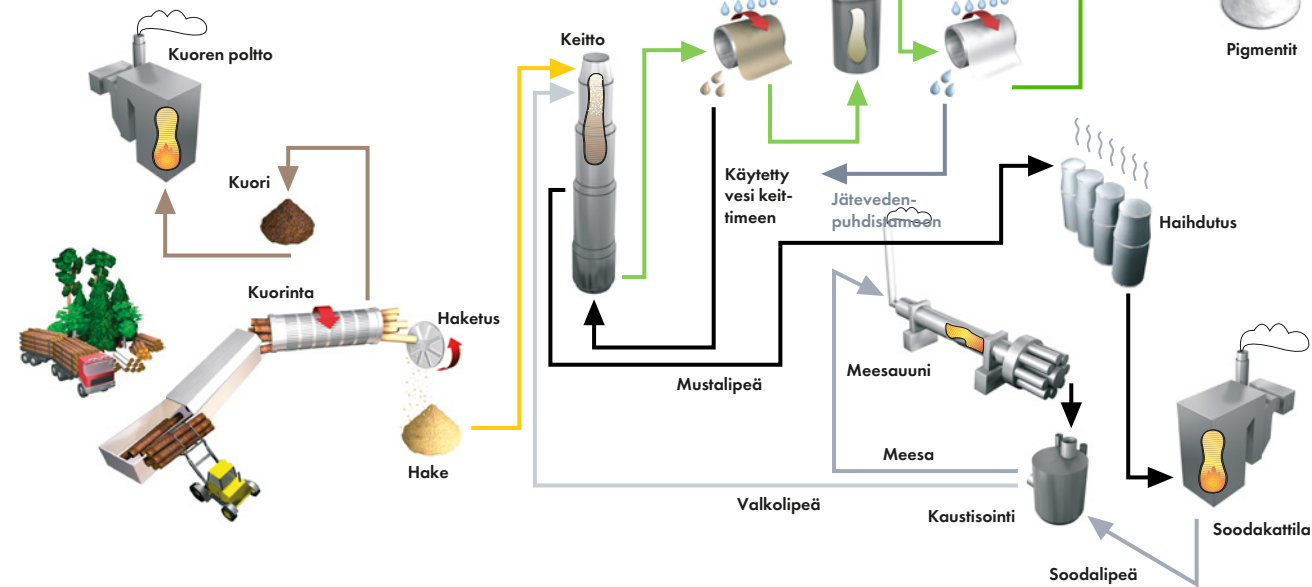 Kuoren poltto
Keitto
Pigmentit
Kuori
Käytetty
vesi keit-
timeen
Jäteveden-
puhdistamoon
Haihdutus
Kuorinta
Haketus
Mustalipeä
Meesauuni
Hake
Meesa
Valkolipeä
Kaustisointi
Soodakattila
Soodalipeä